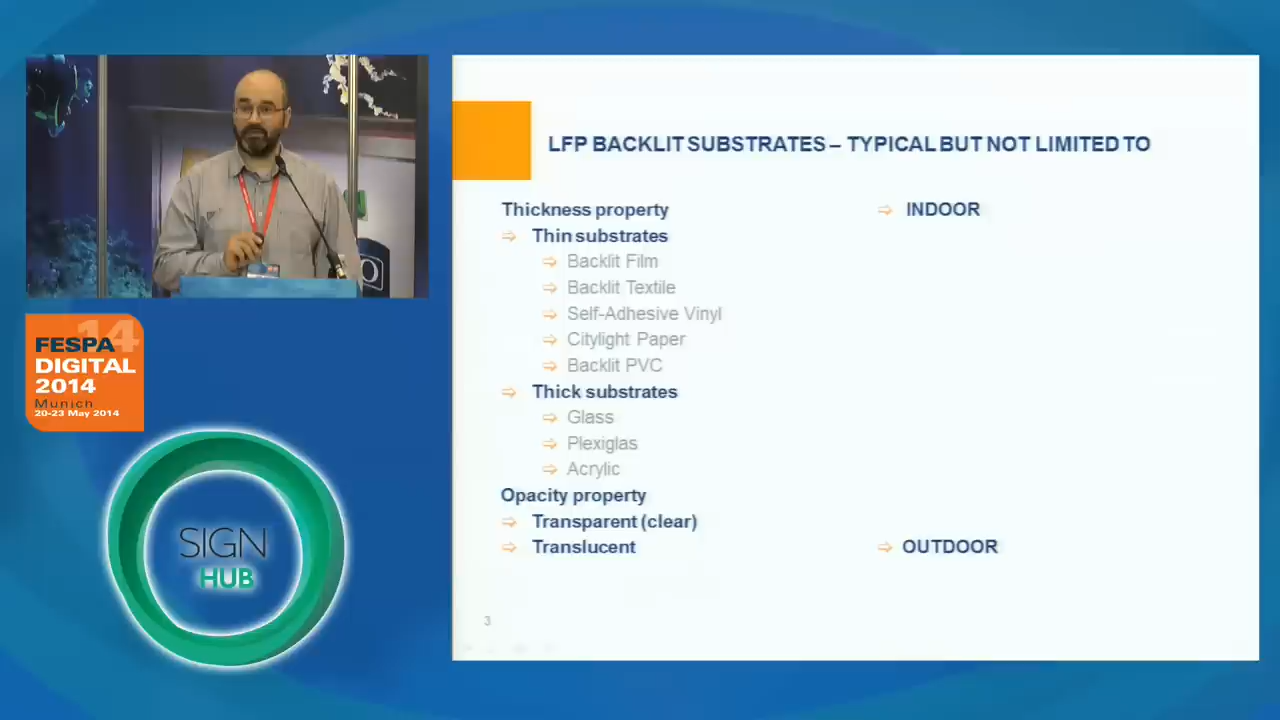 LFP BACKLIT SUBSTRATES – TYPICAL BUT NOT LIMITED TO
Thickness property
Thin substrates
Backlit Film
Backlit Textile
Self-Adhesive Vinyl
Citylight Paper
Backlit PVC
Thick substrates
Glass
Plexiglas
Acrylic
Opacity property
Transparent (clear)
Translucent
INDOOR
OUTDOOR
3
14
FESPA
DIGITAL
2014
Munich
20-23 May 2014
SIGN
HUB